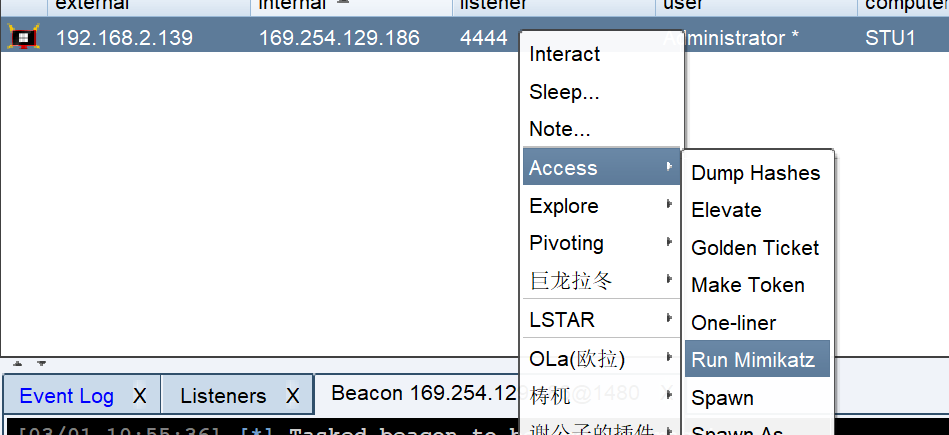 external internal listener user computer
192.168.2.139 169.254.129.186 4444 Administrator * STU1
Interact
Sleep...
Note...
Access
Dump Hashes
Explore
Elevate
Pivoting
Golden Ticket
巨龙拉冬
Make Token
LSTAR
One-liner
OLa(欧拉)
Run Mimikatz
Event Log X Listeners X Beacon 169.254.12 @1480 X
梼杌
Spawn
谢公子的插件
Spawn As
[03/01 10:55:36] [*] Tasked beacon to